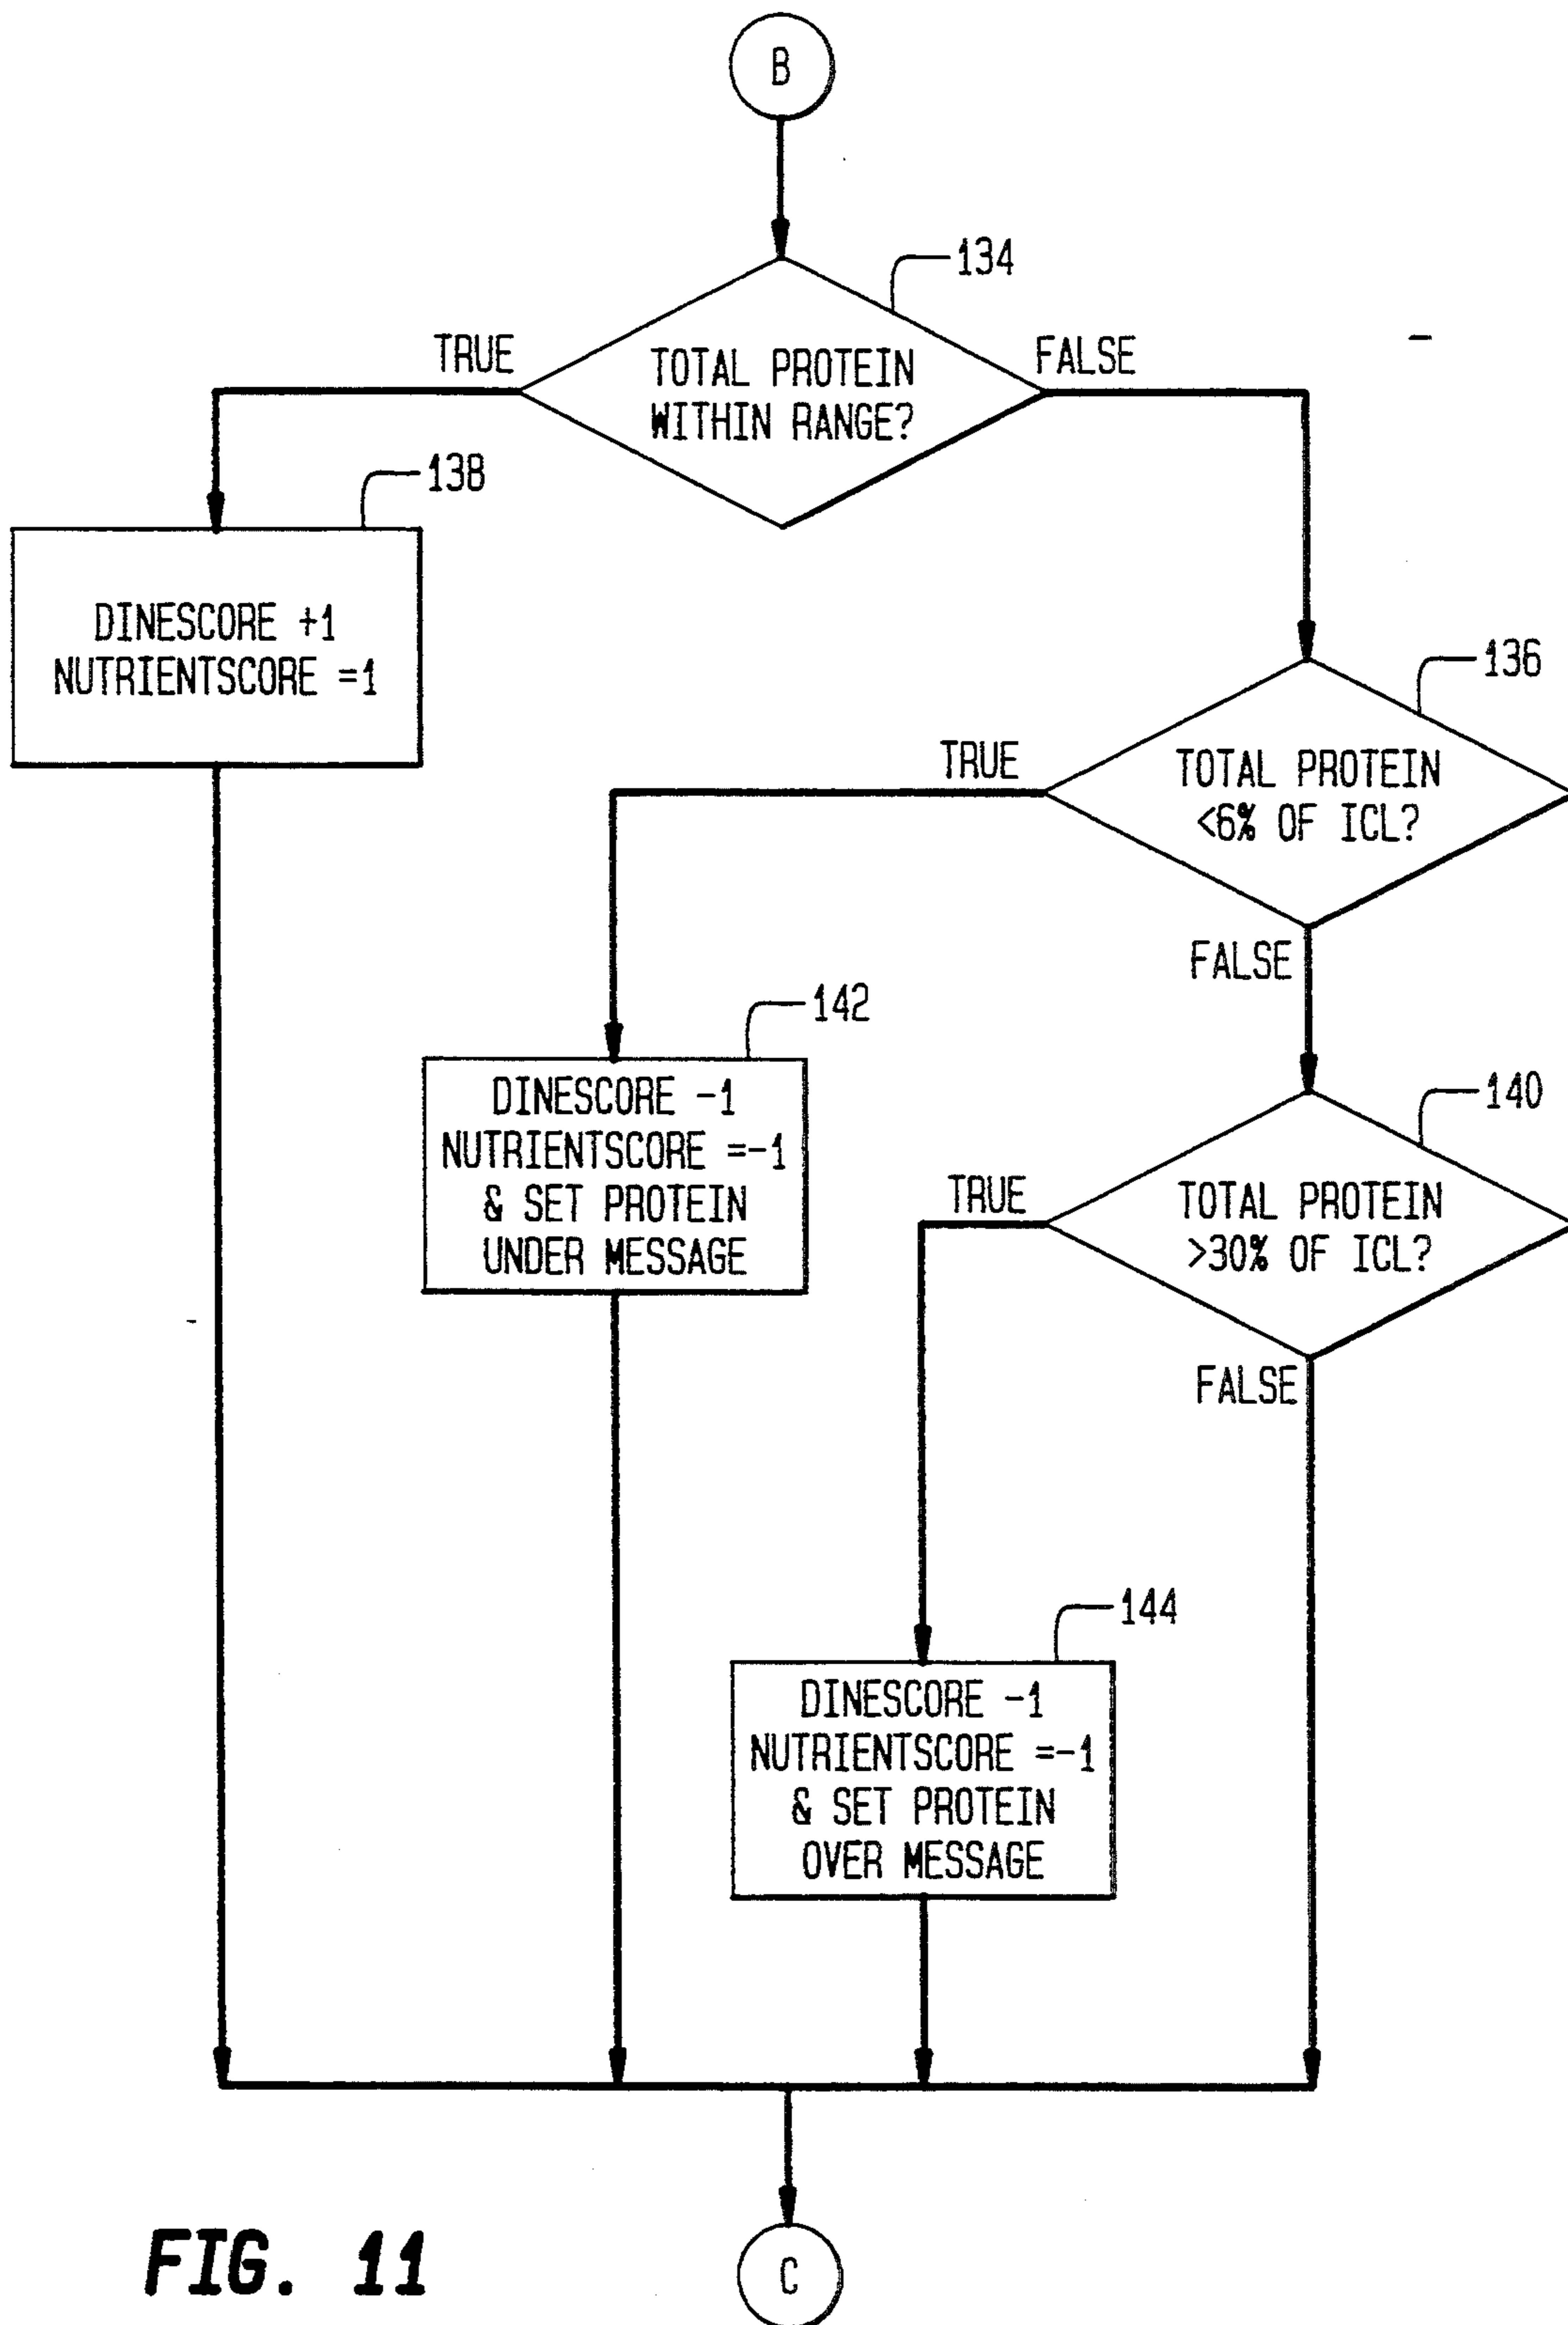 B
134
TRUE
FALSE
TOTAL PROTEIN
WITHIN RANGE?
138
DINESCORE +1
NUTRIENTSCORE =1
136
TRUE
TOTAL PROTEIN
<6% OF ICL?
FALSE
142
DINESCORE -1
NUTRIENTSCORE =-1
& SET PROTEIN
UNDER MESSAGE
140
TRUE
TOTAL PROTEIN
>30% OF ICL?
FALSE
144
DINESCORE -1
NUTRIENTSCORE =-1
& SET PROTEIN
OVER MESSAGE
C
FIG. 11